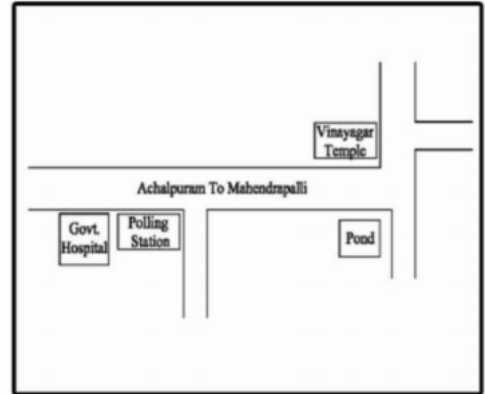 Vinayagar
Temple
Achalpuram To Mahendrapalli
Govt.
Hospital
Polling
Station
Pond